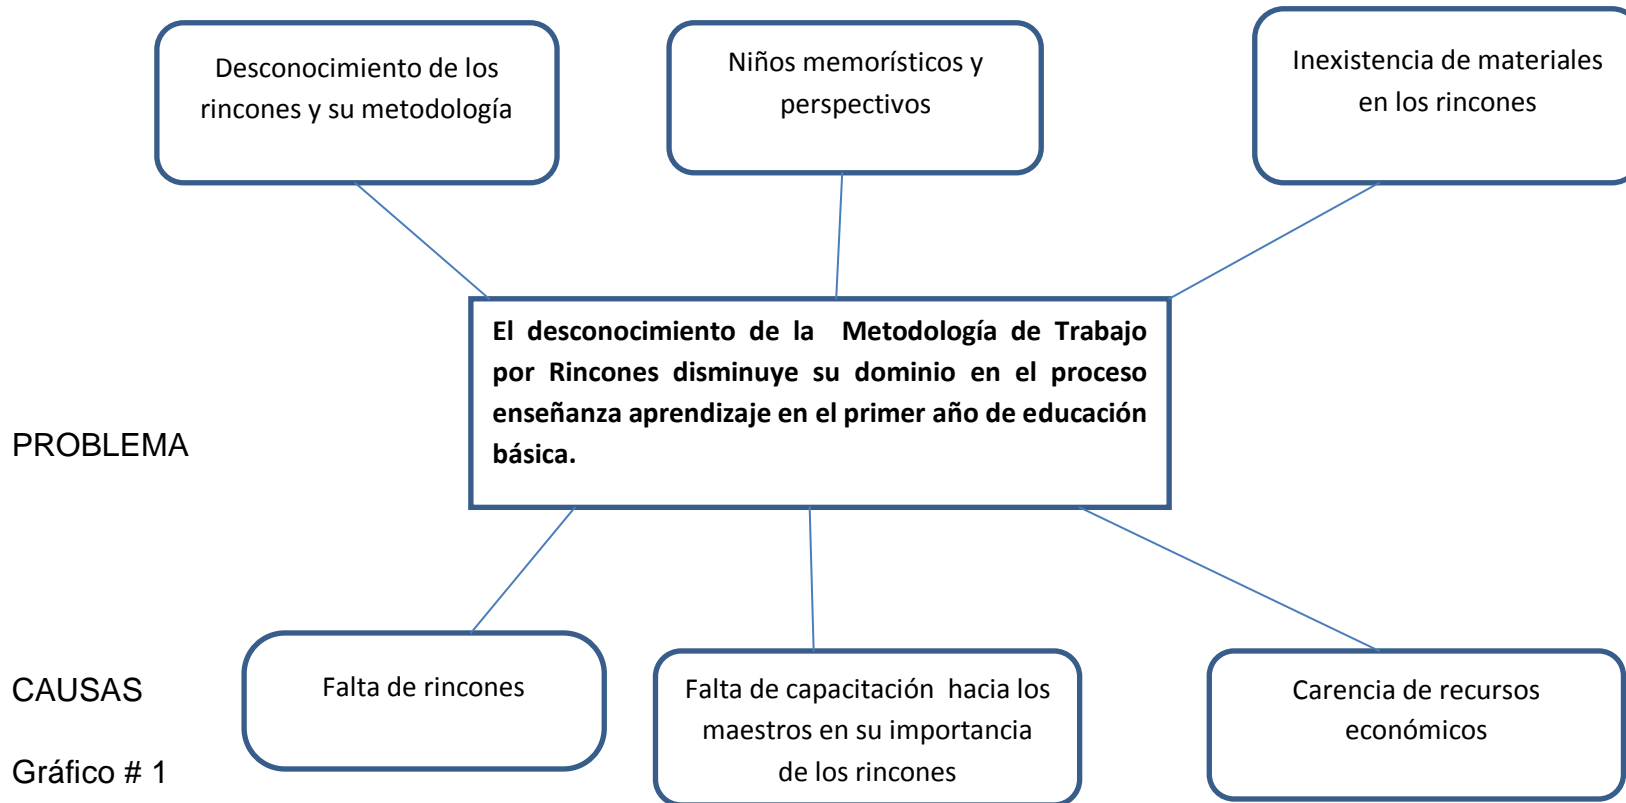 Desconocimiento de los
rincones y su metodología
Niños memorísticos y
perspectivos
Inexistencia de materiales
en los rincones
El desconocimiento de la Metodología de Trabajo
por Rincones disminuye su dominio en el proceso
enseñanza aprendizaje en el primer año de educación
básica.
PROBLEMA
CAUSAS
Falta de rincones
Falta de capacitación hacia los
maestros en su importancia
de los rincones
Carencia de recursos
económicos
Gráfico # 1